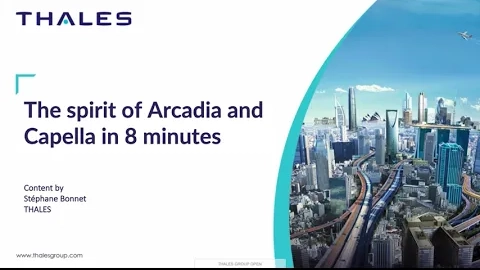 THALES
The spirit of Arcadia and
Capella in 8 minutes
Content by
Stéphane Bonnet
THALES
www.thalesgroup.com
THALES GROUP OPEN